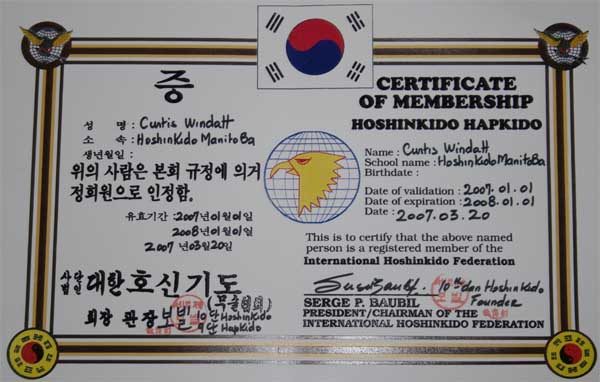 증
성 명 : Curtis Windatt
소 속 : Hoshinkido Manitoba
생년월일 :
위의 사람은 본회 규정에 의거
정회원으로 인정함.
유효기간 : 2007년 01월 01일
2008년 01월 01일
2007년 03월 20일
사단법인 대한호신기도
(무술협회)
회장 관장 보빌 10단 Hoshinkido
9단 Hapkido
CERTIFICATE
OF MEMBERSHIP
HOSHINKIDO HAPKIDO
Name : Curtis Windatt
School name : Hoshinkido Manitoba
Birthdate :
Date of validation : 2007.01.01
Date of expiration : 2008.01.01
Date : 2007.03.20
This is to certify that the above named
person is a registered member of the
International Hoshinkido Federation
10th dan Hoshinkido
Founder
SERGE P. BAUBIL
PRESIDENT/CHAIRMAN OF THE
INTERNATIONAL HOSHINKIDO FEDERATION